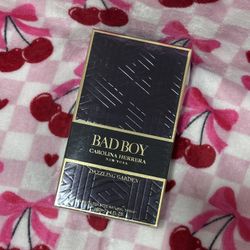 BAD BOY
CAROLINA HERRERA
NEW YORK
DAZZLING GARDEN